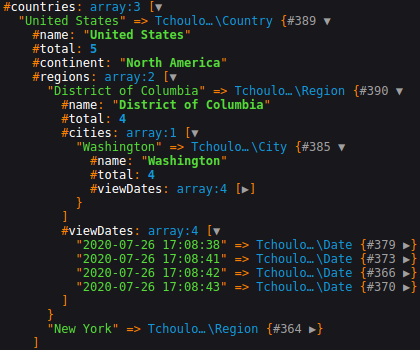 #countries: array:3 [▼
"United States" => Tchoulo…\Country {#389 ▼
#name: "United States"
#total: 5
#continent: "North America"
#regions: array:2 [▼
"District of Columbia" => Tchoulo…\Region {#390 ▼
#name: "District of Columbia"
#total: 4
#cities: array:1 [▼
"Washington" => Tchoulo…\City {#385 ▼
#name: "Washington"
#total: 4
#viewDates: array:4 [▶]
}
]
#viewDates: array:4 [▼
"2020-07-26 17:08:38" => Tchoulo…\Date {#379 ▶}
"2020-07-26 17:08:41" => Tchoulo…\Date {#373 ▶}
"2020-07-26 17:08:42" => Tchoulo…\Date {#366 ▶}
"2020-07-26 17:08:43" => Tchoulo…\Date {#370 ▶}
]
}
"New York" => Tchoulo…\Region {#364 ▶}
]